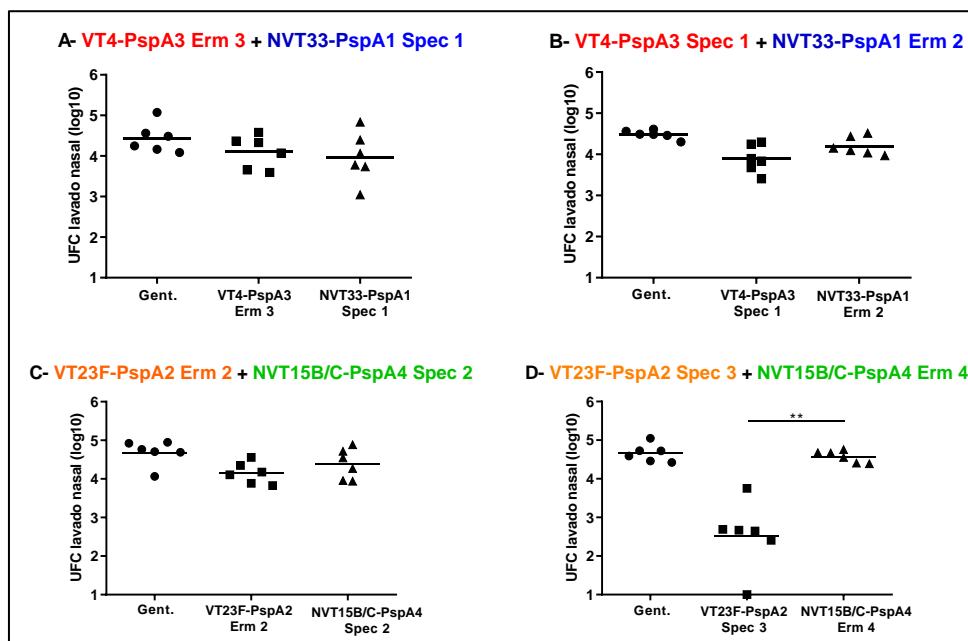 A- VT4-PspA3 Erm 3 + NVT33-PspA1 Spec 1
UFC lavado nasal (log10)
6
5
4
3
2
1
Gent.
VT4-PspA3
Erm 3
NVT33-PspA1
Spec 1
B- VT4-PspA3 Spec 1 + NVT33-PspA1 Erm 2
UFC lavado nasal (log10)
6
5
4
3
2
1
Gent.
VT4-PspA3
Spec 1
NVT33-PspA1
Erm 2
C- VT23F-PspA2 Erm 2 + NVT15B/C-PspA4 Spec 2
UFC lavado nasal (log10)
6
5
4
3
2
1
Gent.
VT23F-PspA2
Erm 2
NVT15B/C-PspA4
Spec 2
D- VT23F-PspA2 Spec 3 + NVT15B/C-PspA4 Erm 4
UFC lavado nasal (log10)
6
5
4
3
2
1
**
Gent.
VT23F-PspA2
Spec 3
NVT15B/C-PspA4
Erm 4